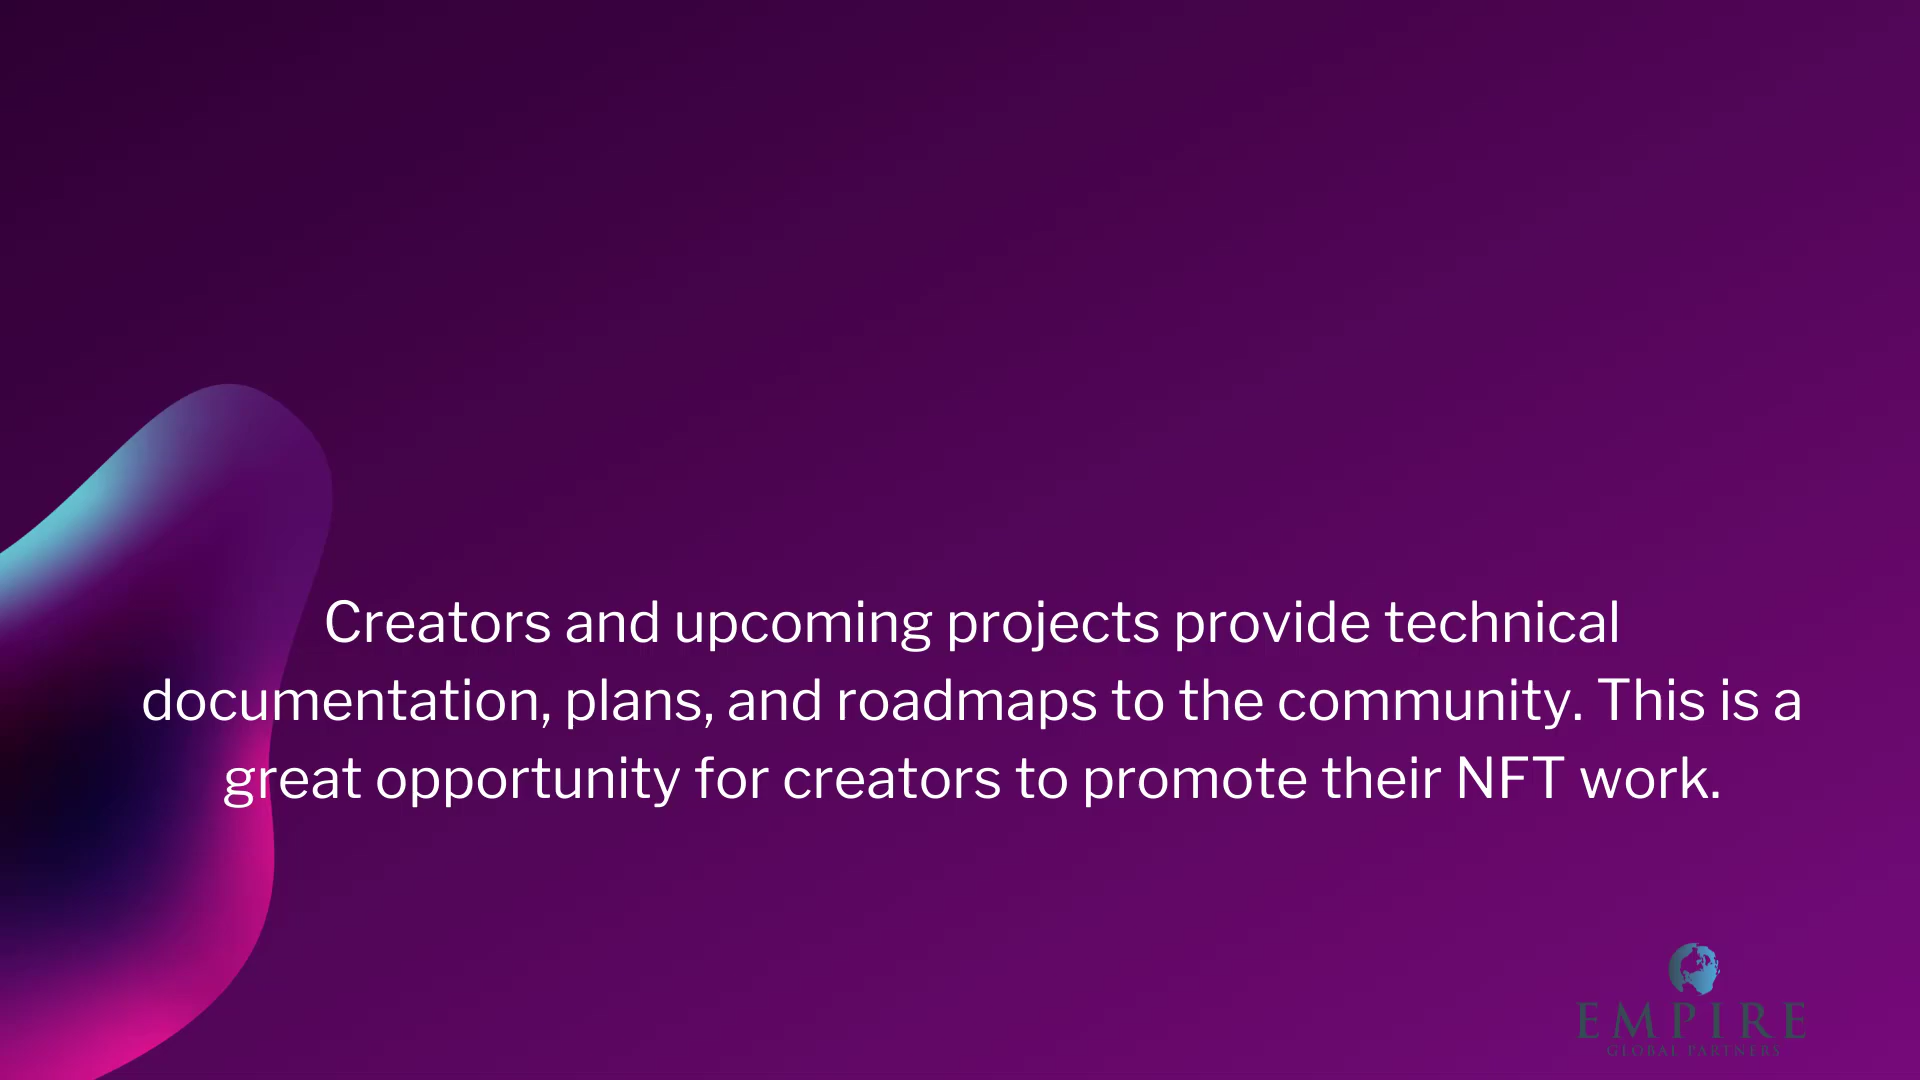 Creators and upcoming projects provide technical
documentation, plans, and roadmaps to the community. This is a
great opportunity for creators to promote their NFT work.
EMPIRE
GLOBAL PARTNERS